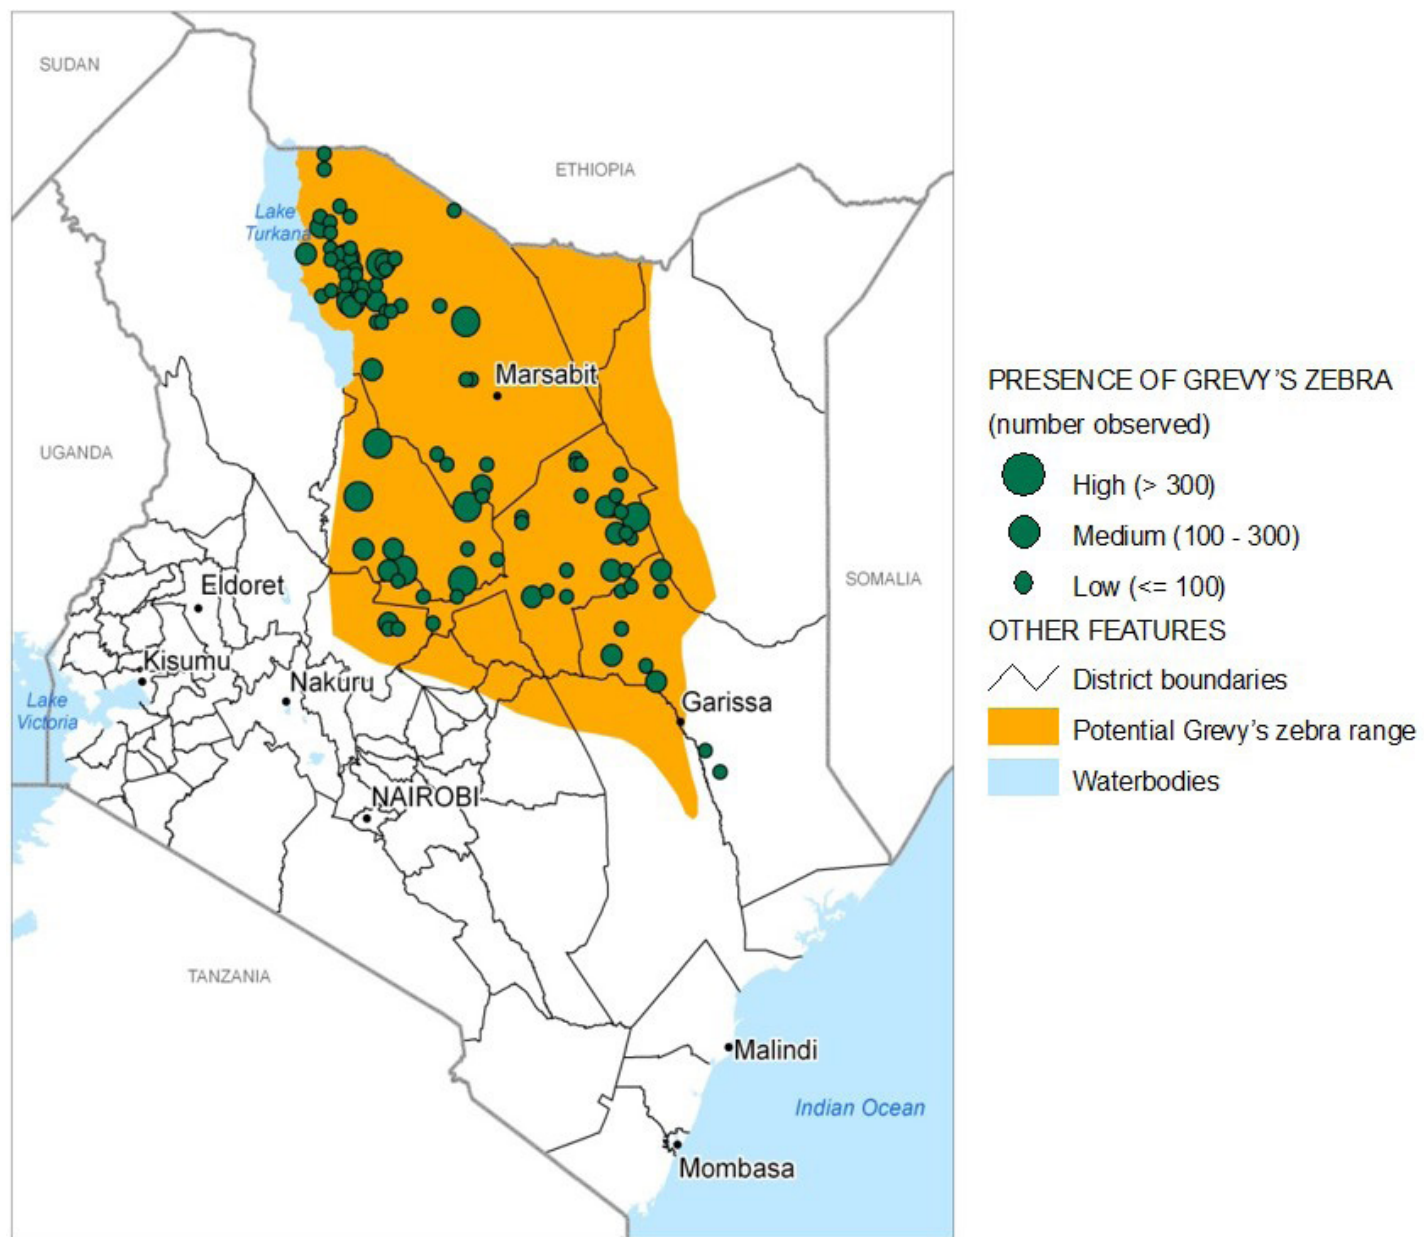 SUDAN
ETHIOPIA
Lake
Turkana
Marsabit
UGANDA
SOMALIA
Eldoret
Kisumu
Nakuru
Lake
Victoria
Garissa
NAIROBI
TANZANIA
Malindi
Indian Ocean
Mombasa
PRESENCE OF GREVY'S ZEBRA
(number observed)
High (> 300)
Medium (100 - 300)
Low (<= 100)
OTHER FEATURES
District boundaries
Potential Grevy's zebra range
Waterbodies